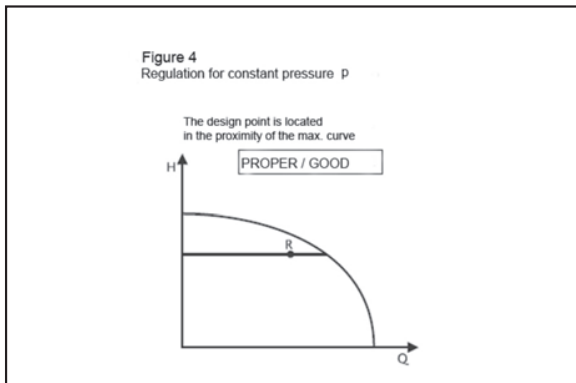 Figure 4
Regulation for constant pressure p
The design point is located
in the proximity of the max. curve
PROPER / GOOD
H
R
Q